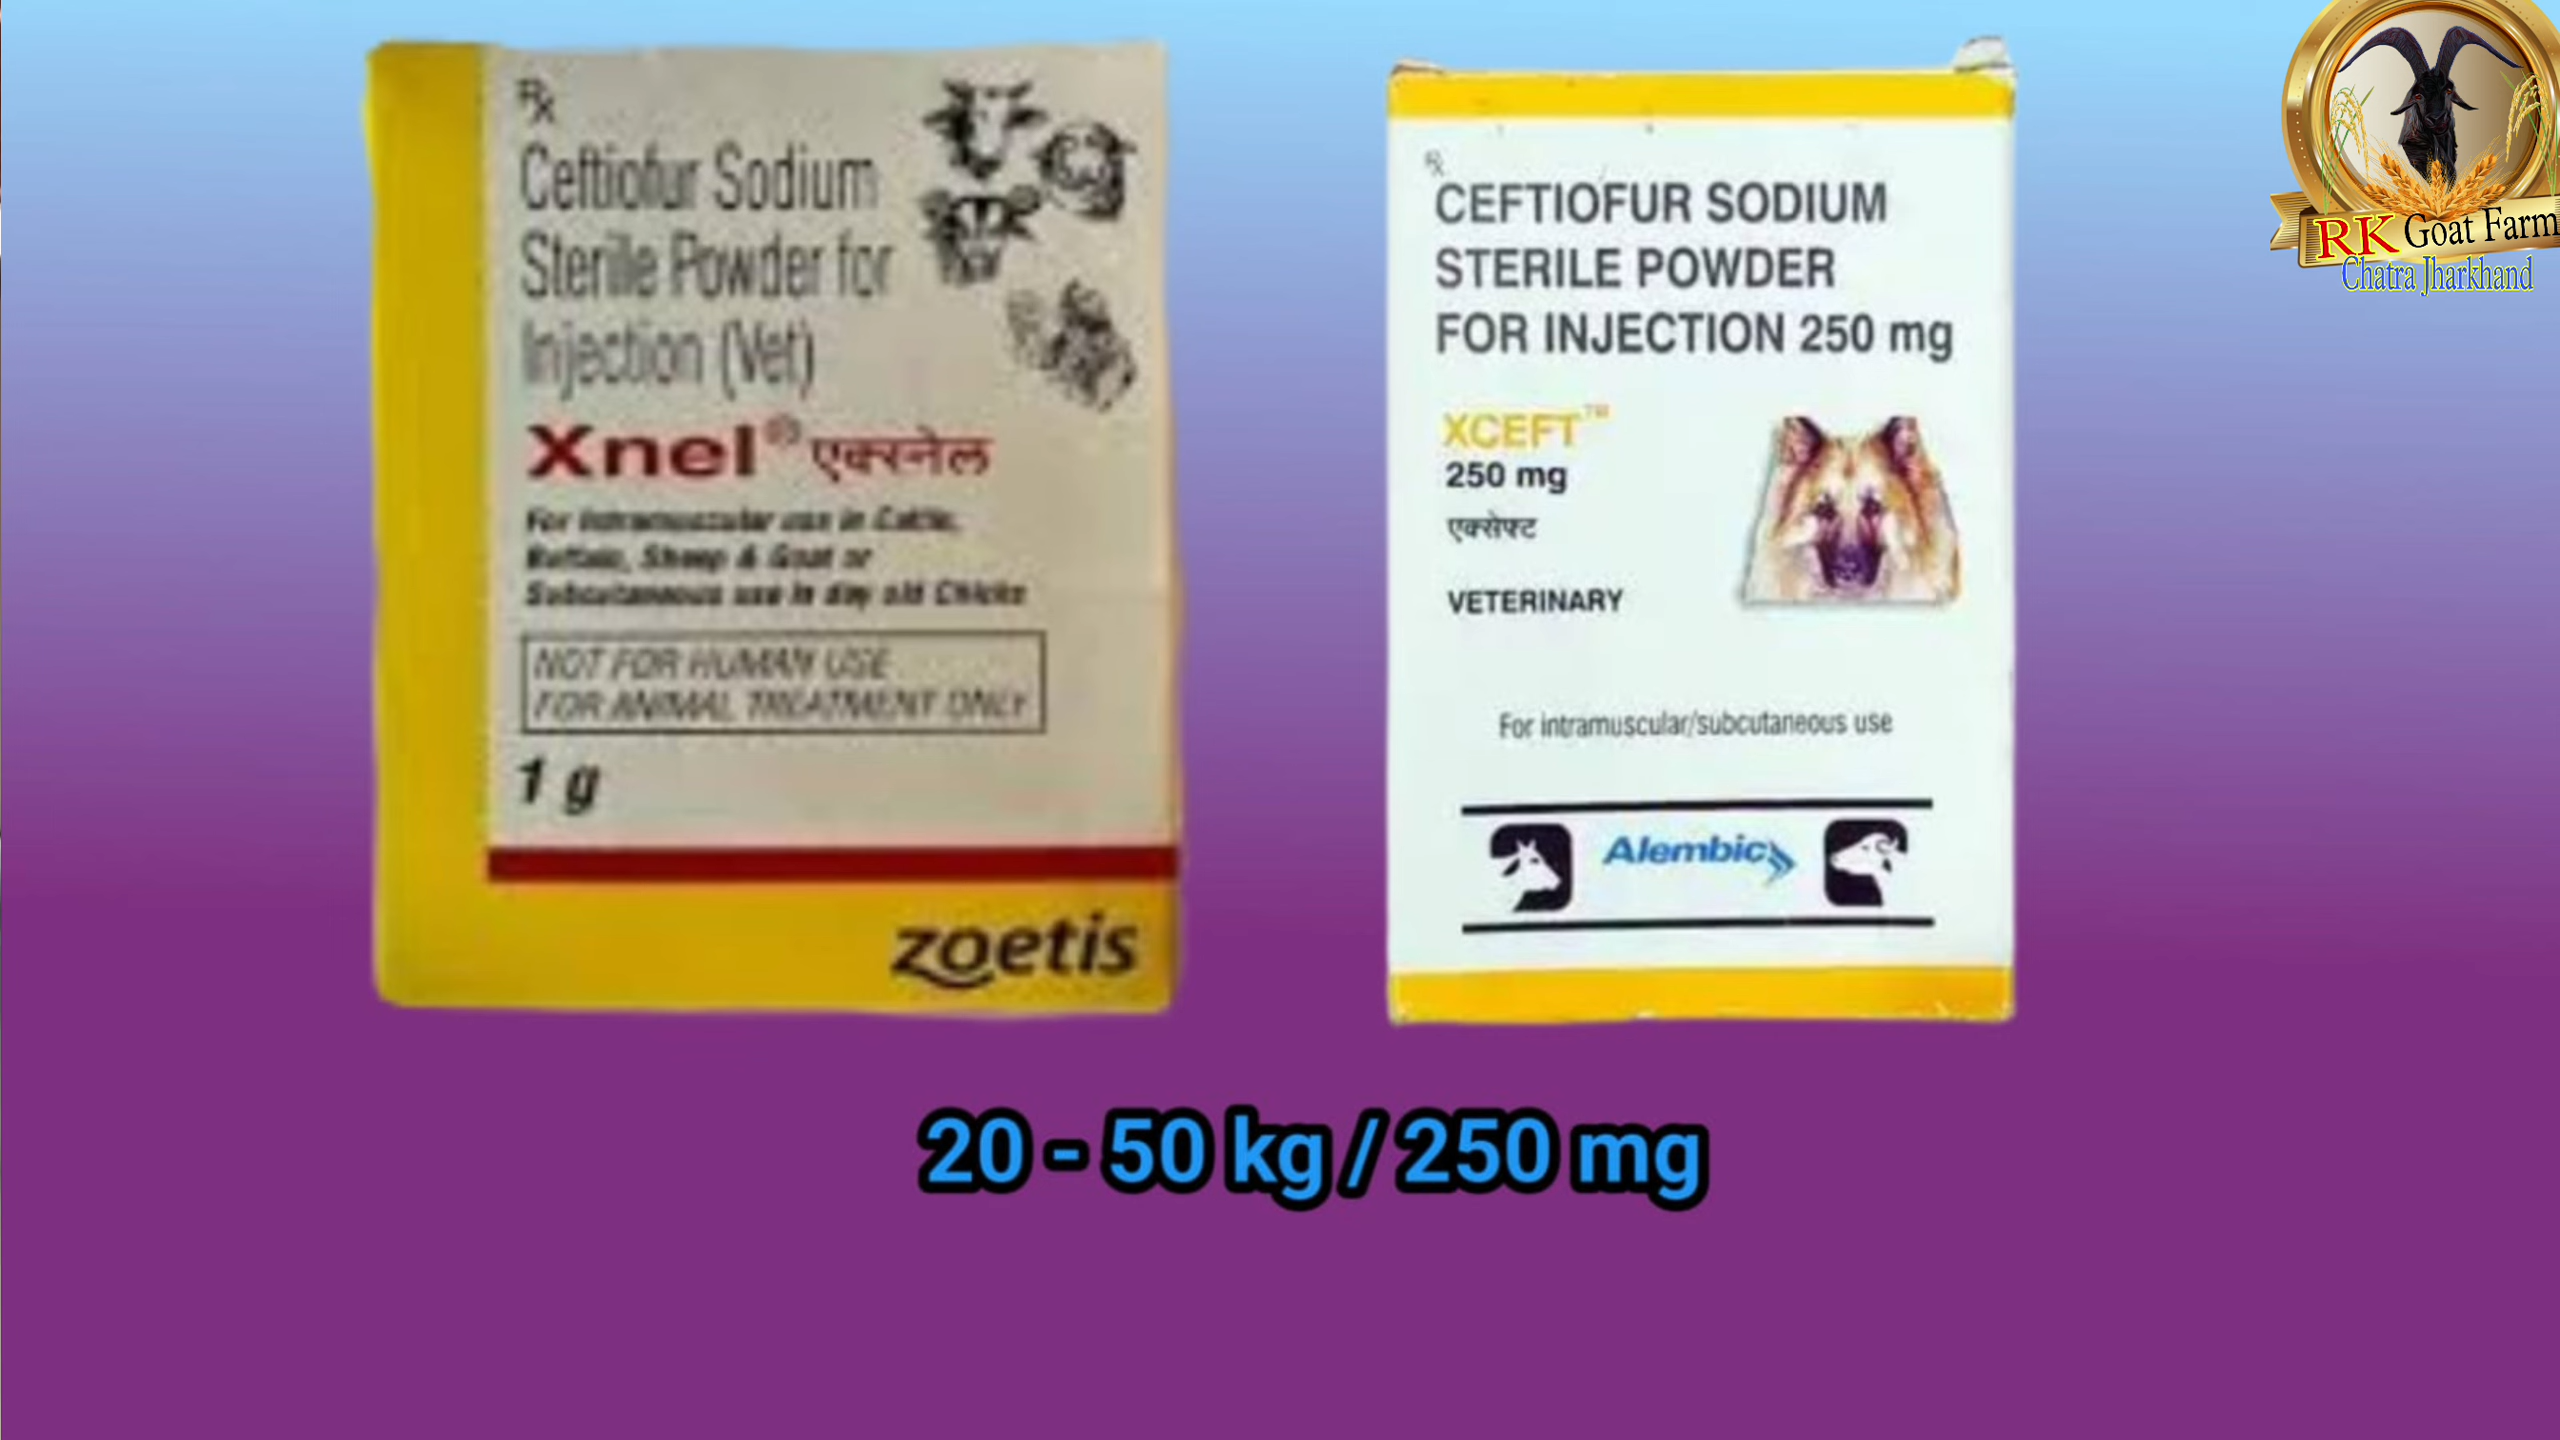 Rx
Ceftiofur Sodium
Sterile Powder for
Injection (Vet)
Xnel® एक्स्नेल
For intramuscular use in Cattle,
Buffalo, Sheep & Goat or
Subcutaneous use in day old Chicks
NOT FOR HUMAN USE
FOR ANIMAL TREATMENT ONLY
1 g
zoetis
Rx
CEFTIOFUR SODIUM
STERILE POWDER
FOR INJECTION 250 mg
XCEFT™
250 mg
एक्सेफ्ट
VETERINARY
For intramuscular/subcutaneous use
Alembic
RK Goat Farm
Chatra Jharkhand
20 - 50 kg / 250 mg